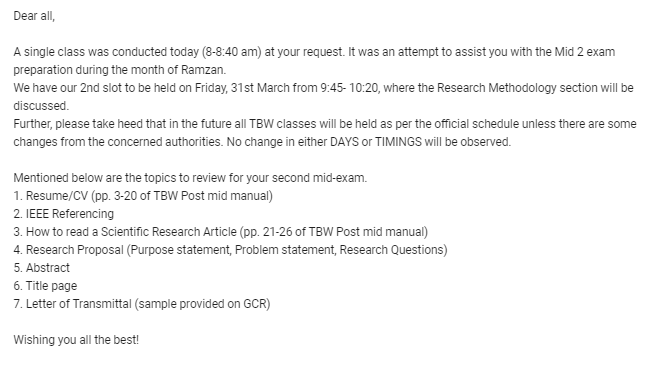 Dear all,
A single class was conducted today (8-8:40 am) at your request. It was an attempt to assist you with the Mid 2 exam
preparation during the month of Ramzan.
We have our 2nd slot to be held on Friday, 31st March from 9:45- 10:20, where the Research Methodology section will be
discussed.
Further, please take heed that in the future all TBW classes will be held as per the official schedule unless there are some
changes from the concerned authorities. No change in either DAYS or TIMINGS will be observed.
Mentioned below are the topics to review for your second mid-exam.
1. Resume/CV (pp. 3-20 of TBW Post mid manual)
2. IEEE Referencing
3. How to read a Scientific Research Article (pp. 21-26 of TBW Post mid manual)
4. Research Proposal (Purpose statement, Problem statement, Research Questions)
5. Abstract
6. Title page
7. Letter of Transmittal (sample provided on GCR)
Wishing you all the best!